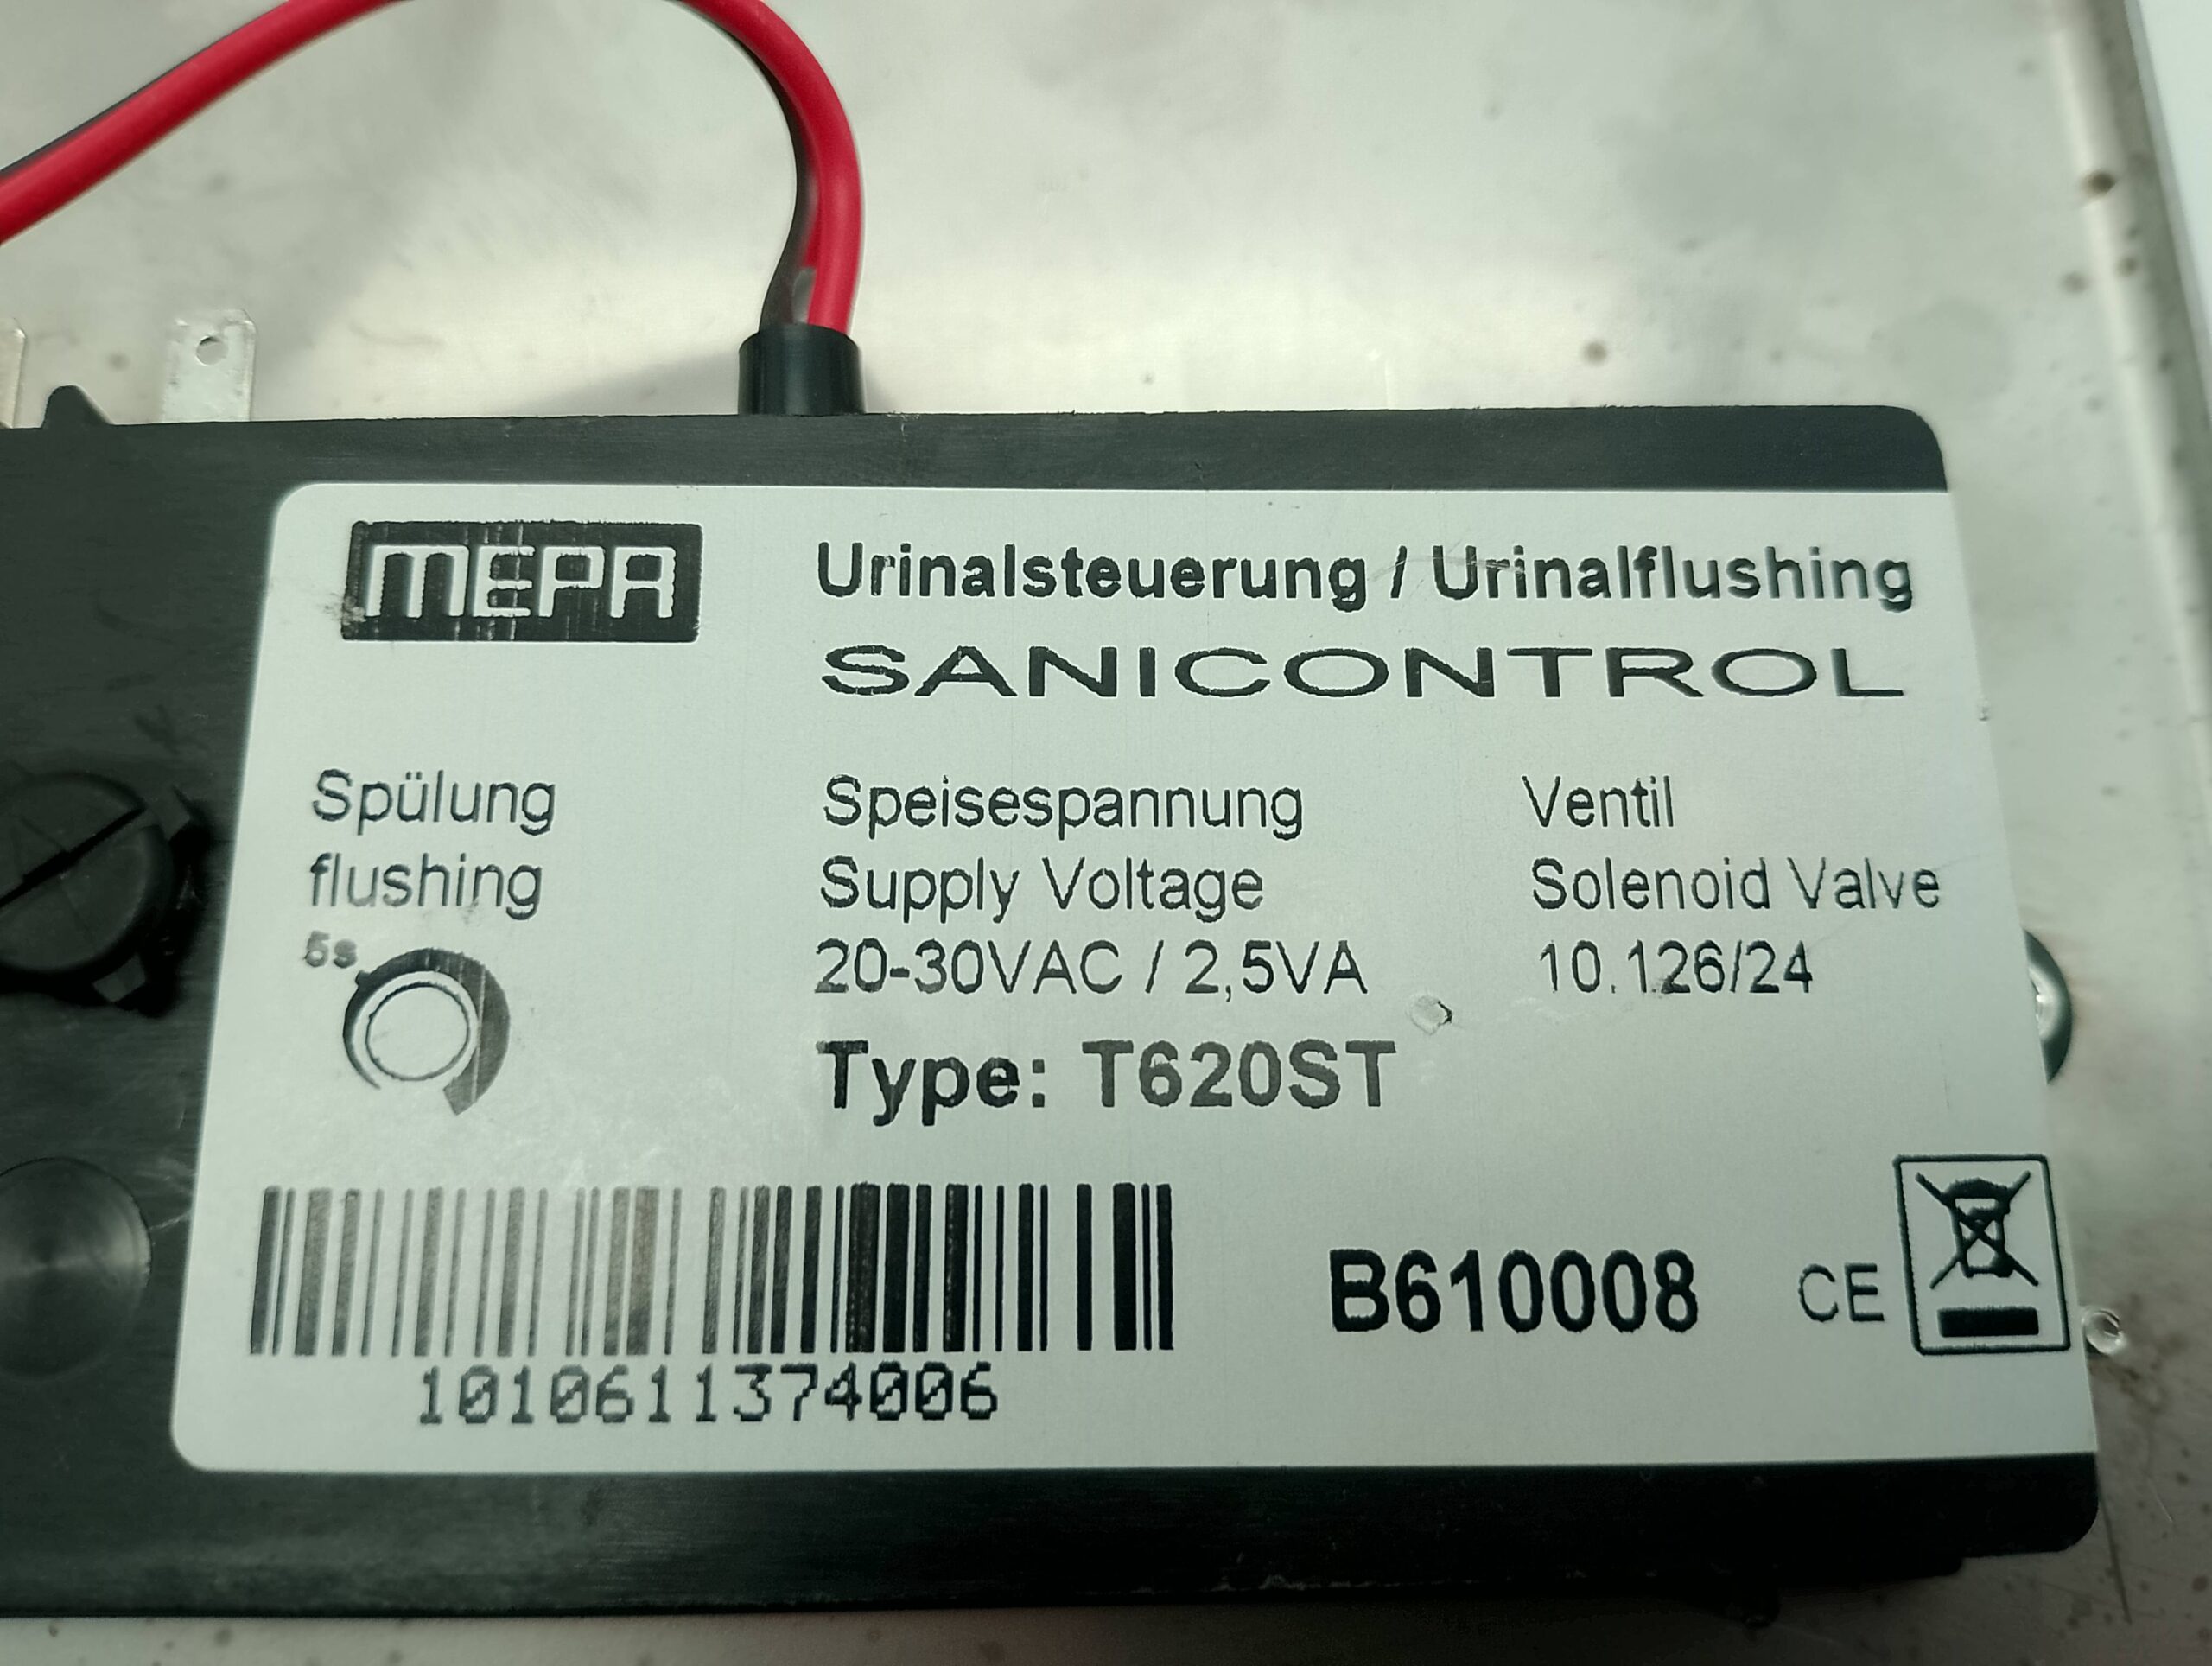 MEPA
Urinalsteuerung / Urinalflushing
SANICONTROL
Spülung
flushing
5s
Speisespannung
Supply Voltage
20-30VAC / 2,5VA
Type: T620ST
Ventil
Solenoid Valve
10.126/24
1010611374006
B610008
CE